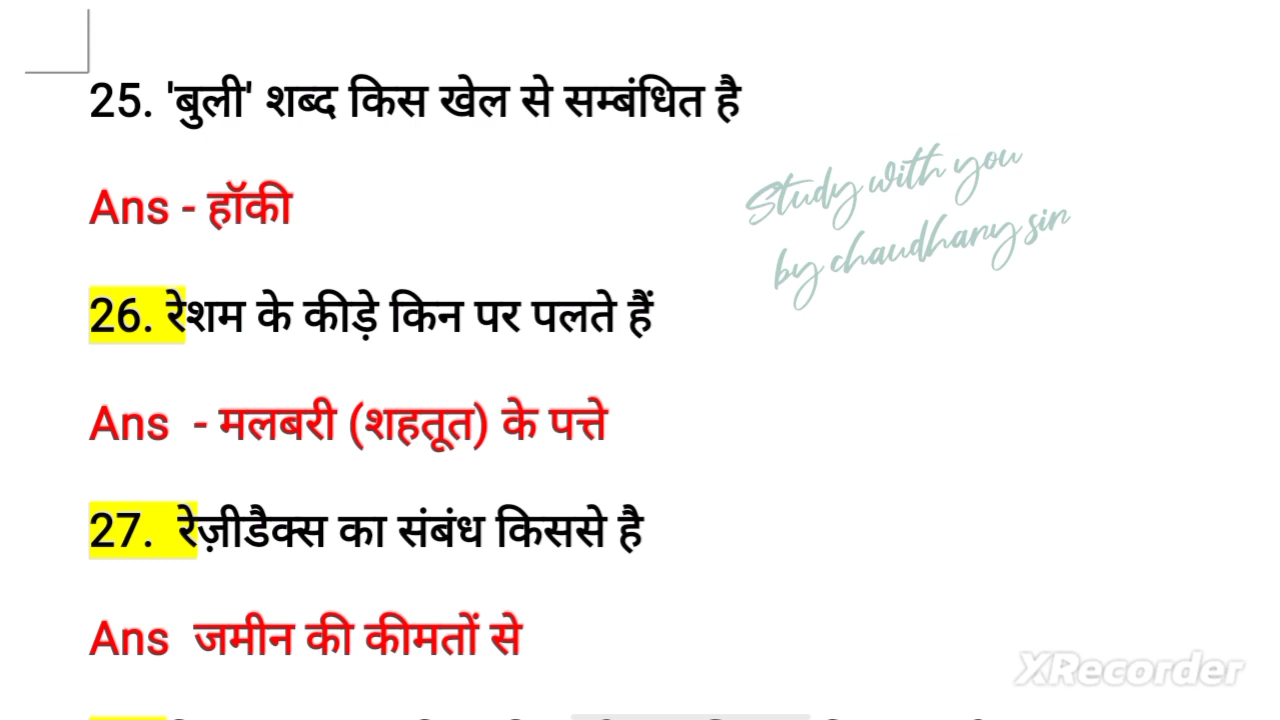 25. 'बुली' शब्द किस खेल से सम्बंधित है
Study with you
by chaudhary sir
Ans - हॉकी
26. रेशम के कीड़े किन पर पलते हैं
Ans - मलबरी (शहतूत) के पत्ते
27. रेज़ीडैक्स का संबंध किससे है
Ans जमीन की कीमतों से
XRecorder